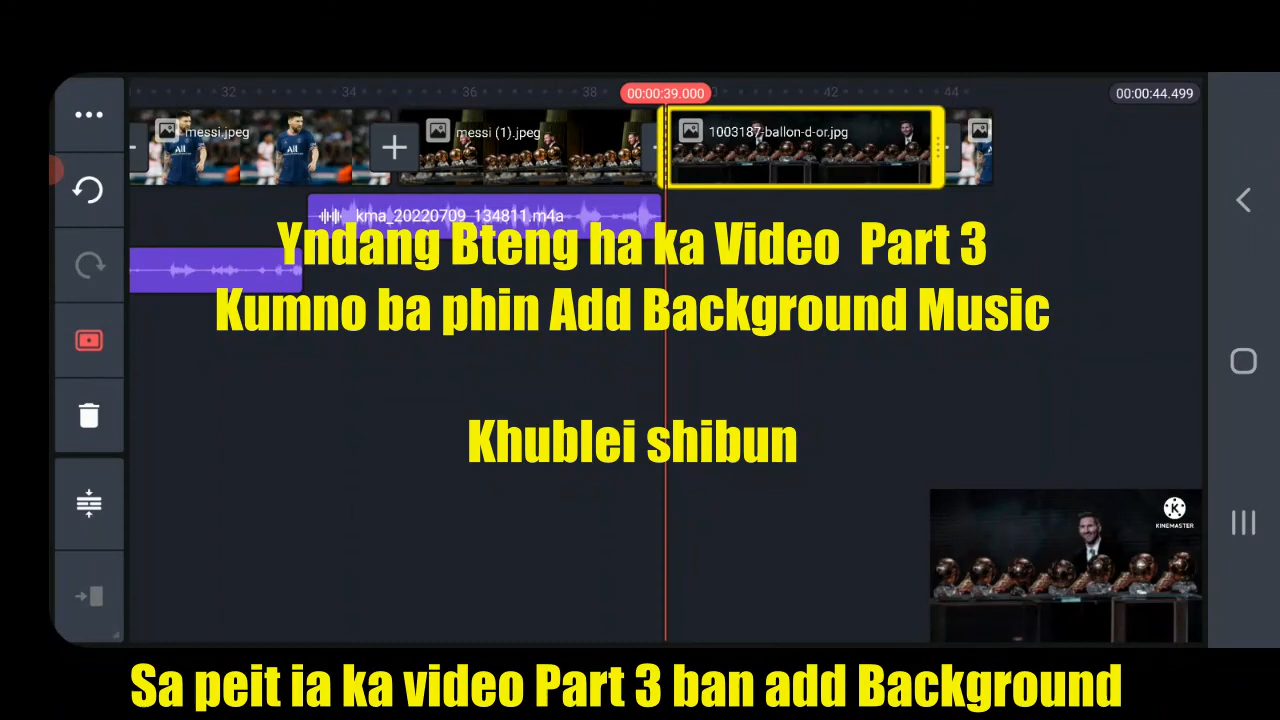 32 34 36 38 00:00:39.000 42 44 00:00:44.499
messi.jpeg messi (1).jpeg 1003187-ballon-d-or.jpg
kma_20220709_134811.m4a
Yndang Bteng ha ka Video Part 3
Kumno ba phin Add Background Music
Khublei shibun
KINEMASTER
Sa peit ia ka video Part 3 ban add Background